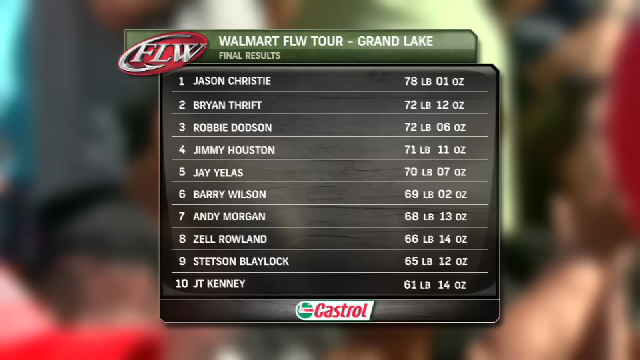 FLW
WALMART FLW TOUR - GRAND LAKE
FINAL RESULTS
1 JASON CHRISTIE 78 LB 01 OZ
2 BRYAN THRIFT 72 LB 12 OZ
3 ROBBIE DODSON 72 LB 06 OZ
4 JIMMY HOUSTON 71 LB 11 OZ
5 JAY YELAS 70 LB 07 OZ
6 BARRY WILSON 69 LB 02 OZ
7 ANDY MORGAN 68 LB 13 OZ
8 ZELL ROWLAND 66 LB 14 OZ
9 STETSON BLAYLOCK 65 LB 12 OZ
10 JT KENNEY 61 LB 14 OZ
Castrol